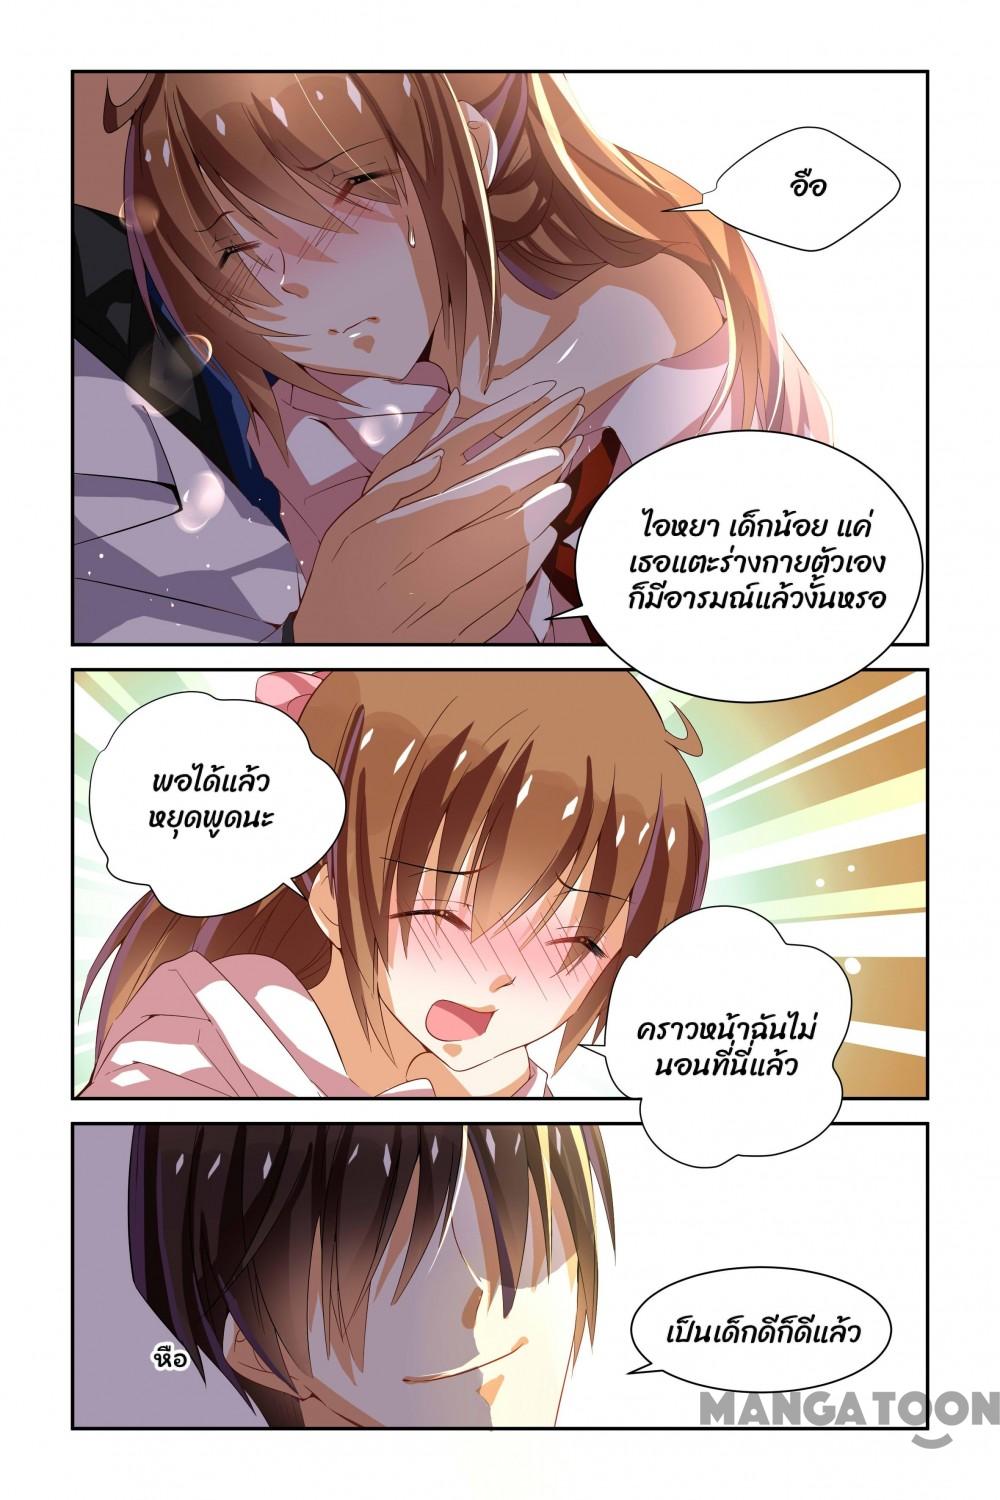 อือ
ไอหยา เด็กน้อย แค่
เธอแตะร่างกายตัวเอง
ก็มีอารมณ์แล้วงั้นหรอ
พอได้แล้ว
หยุดพูดนะ
คราวหน้าฉันไม่
นอนที่นี่แล้ว
หือ
เป็นเด็กดีก็ดีแล้ว
MANGATOON